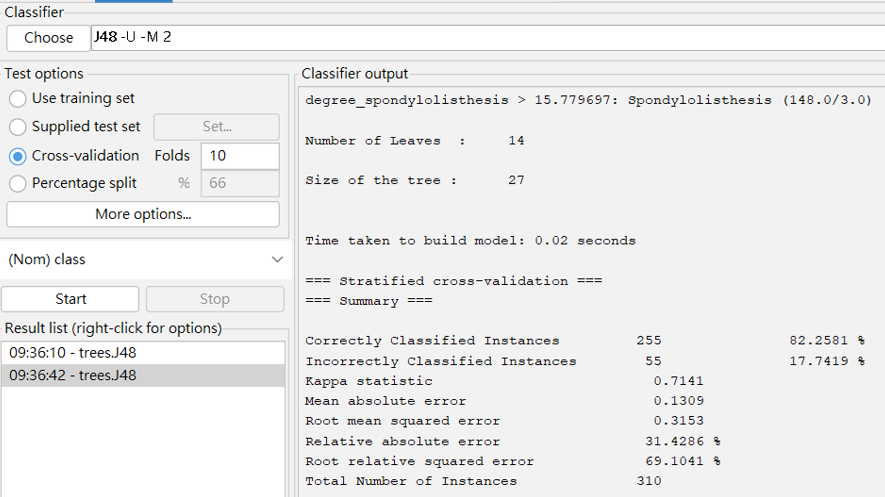 Classifier
Choose J48 -U -M 2
Test options
Use training set
Supplied test set Set...
Cross-validation Folds 10
Percentage split % 66
More options...
(Nom) class
Start Stop
Result list (right-click for options)
09:36:10 - trees.J48
09:36:42 - trees.J48
Classifier output
degree_spondylolisthesis > 15.779697: Spondylolisthesis (148.0/3.0)
Number of Leaves : 14
Size of the tree : 27
Time taken to build model: 0.02 seconds
=== Stratified cross-validation ===
=== Summary ===
Correctly Classified Instances 255 82.2581 %
Incorrectly Classified Instances 55 17.7419 %
Kappa statistic 0.7141
Mean absolute error 0.1309
Root mean squared error 0.3153
Relative absolute error 31.4286 %
Root relative squared error 69.1041 %
Total Number of Instances 310